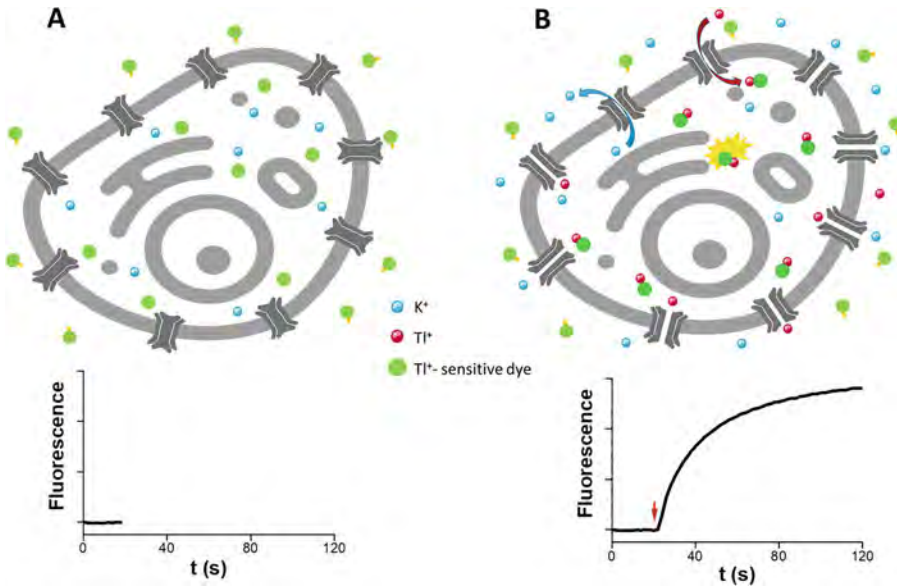 A
B
K⁺
Tl⁺
Tl⁺- sensitive dye
Fluorescence
0
40
80
120
t (s)
Fluorescence
0
40
80
120
t (s)